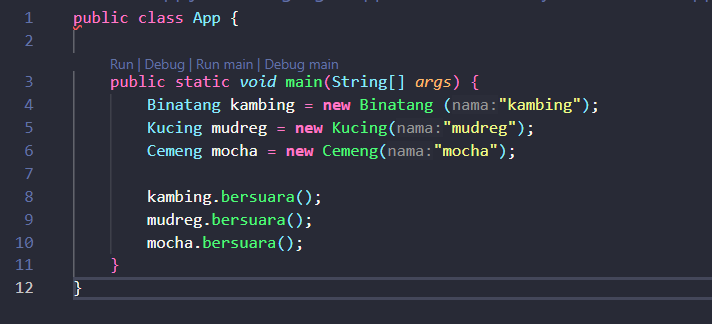 1 public class App {
2
Run | Debug | Run main | Debug main
3 public static void main(String[] args) {
4 Binatang kambing = new Binatang (nama:"kambing");
5 Kucing mudreg = new Kucing(nama:"mudreg");
6 Cemeng mocha = new Cemeng(nama:"mocha");
7
8 kambing.bersuara();
9 mudreg.bersuara();
10 mocha.bersuara();
11 }
12 }